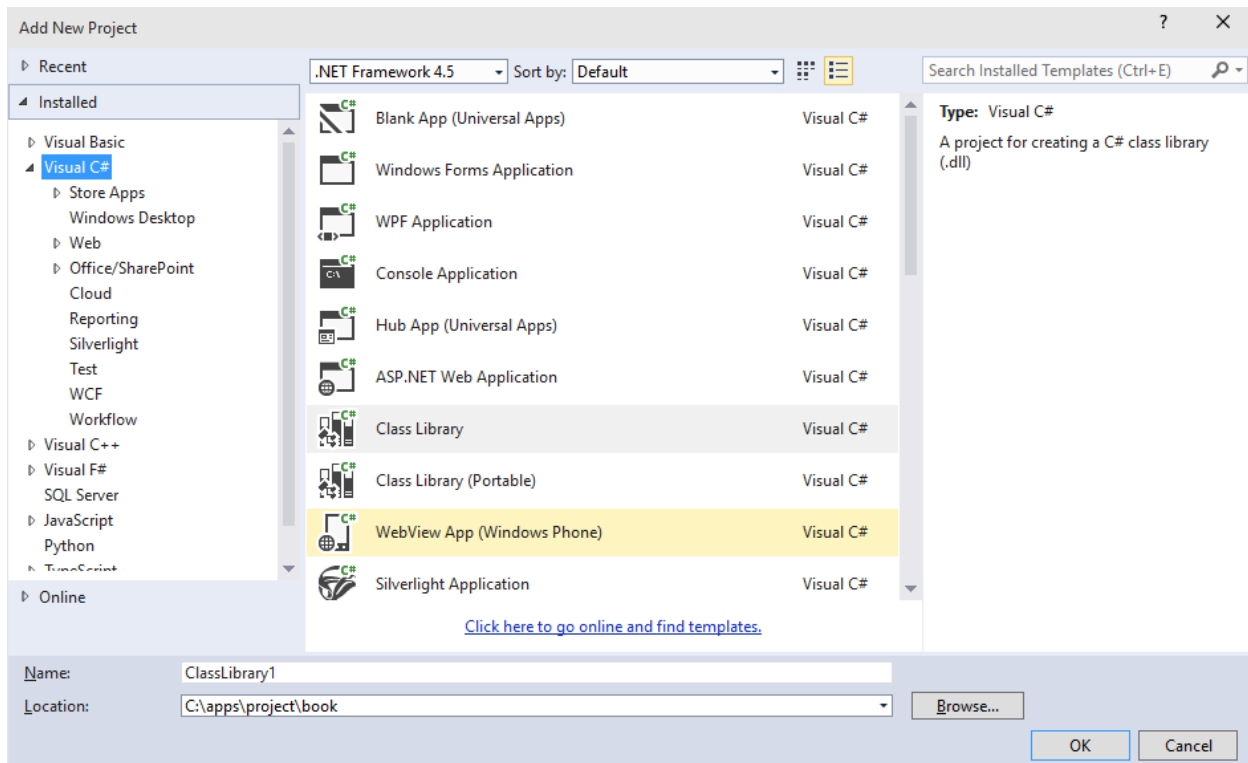 Add New Project
?
Recent
Installed
Visual Basic
Visual C#
Store Apps
Windows Desktop
Web
Office/SharePoint
Cloud
Reporting
Silverlight
Test
WCF
Workflow
Visual C++
Visual F#
SQL Server
JavaScript
Python
TypeScript
Online
.NET Framework 4.5 Sort by: Default
Blank App (Universal Apps) Visual C#
Windows Forms Application Visual C#
WPF Application Visual C#
Console Application Visual C#
Hub App (Universal Apps) Visual C#
ASP.NET Web Application Visual C#
Class Library Visual C#
Class Library (Portable) Visual C#
WebView App (Windows Phone) Visual C#
Silverlight Application Visual C#
Click here to go online and find templates.
Search Installed Templates (Ctrl+E)
Type: Visual C#
A project for creating a C# class library
(.dll)
Name: ClassLibrary1
Location: C:\apps\project\book
Browse...
OK Cancel